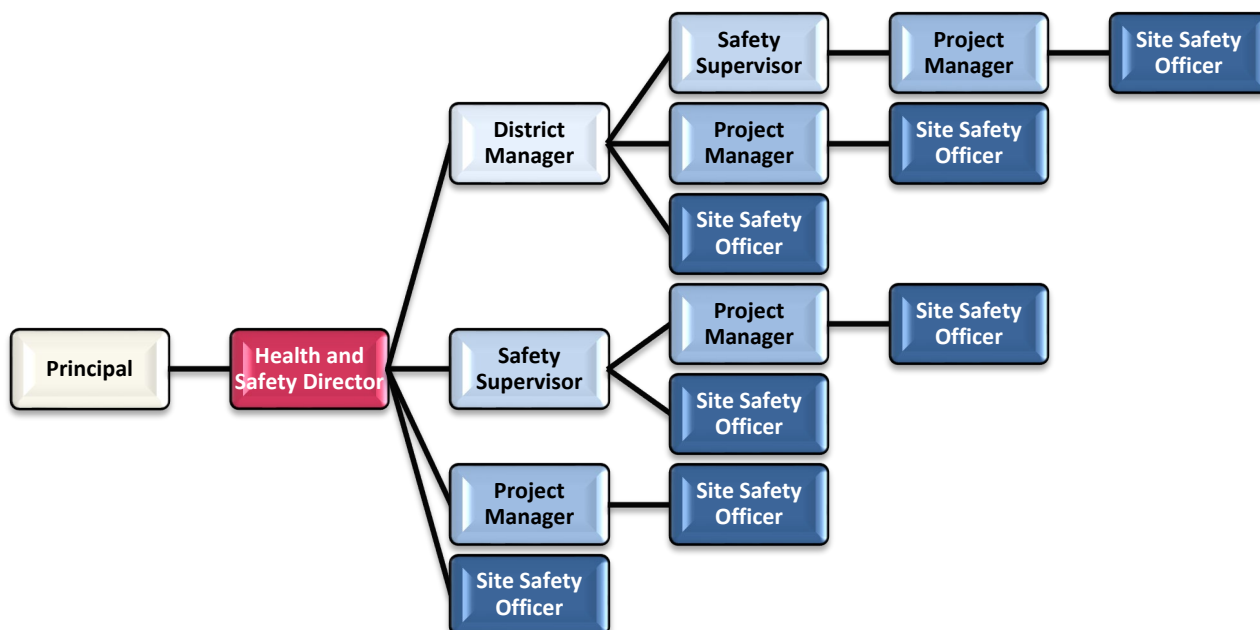 Safety
Supervisor
Project
Manager
Site Safety
Officer
District
Manager
Project
Manager
Site Safety
Officer
Site Safety
Officer
Principal
Health and
Safety Director
Safety
Supervisor
Project
Manager
Site Safety
Officer
Site Safety
Officer
Project
Manager
Site Safety
Officer
Site Safety
Officer